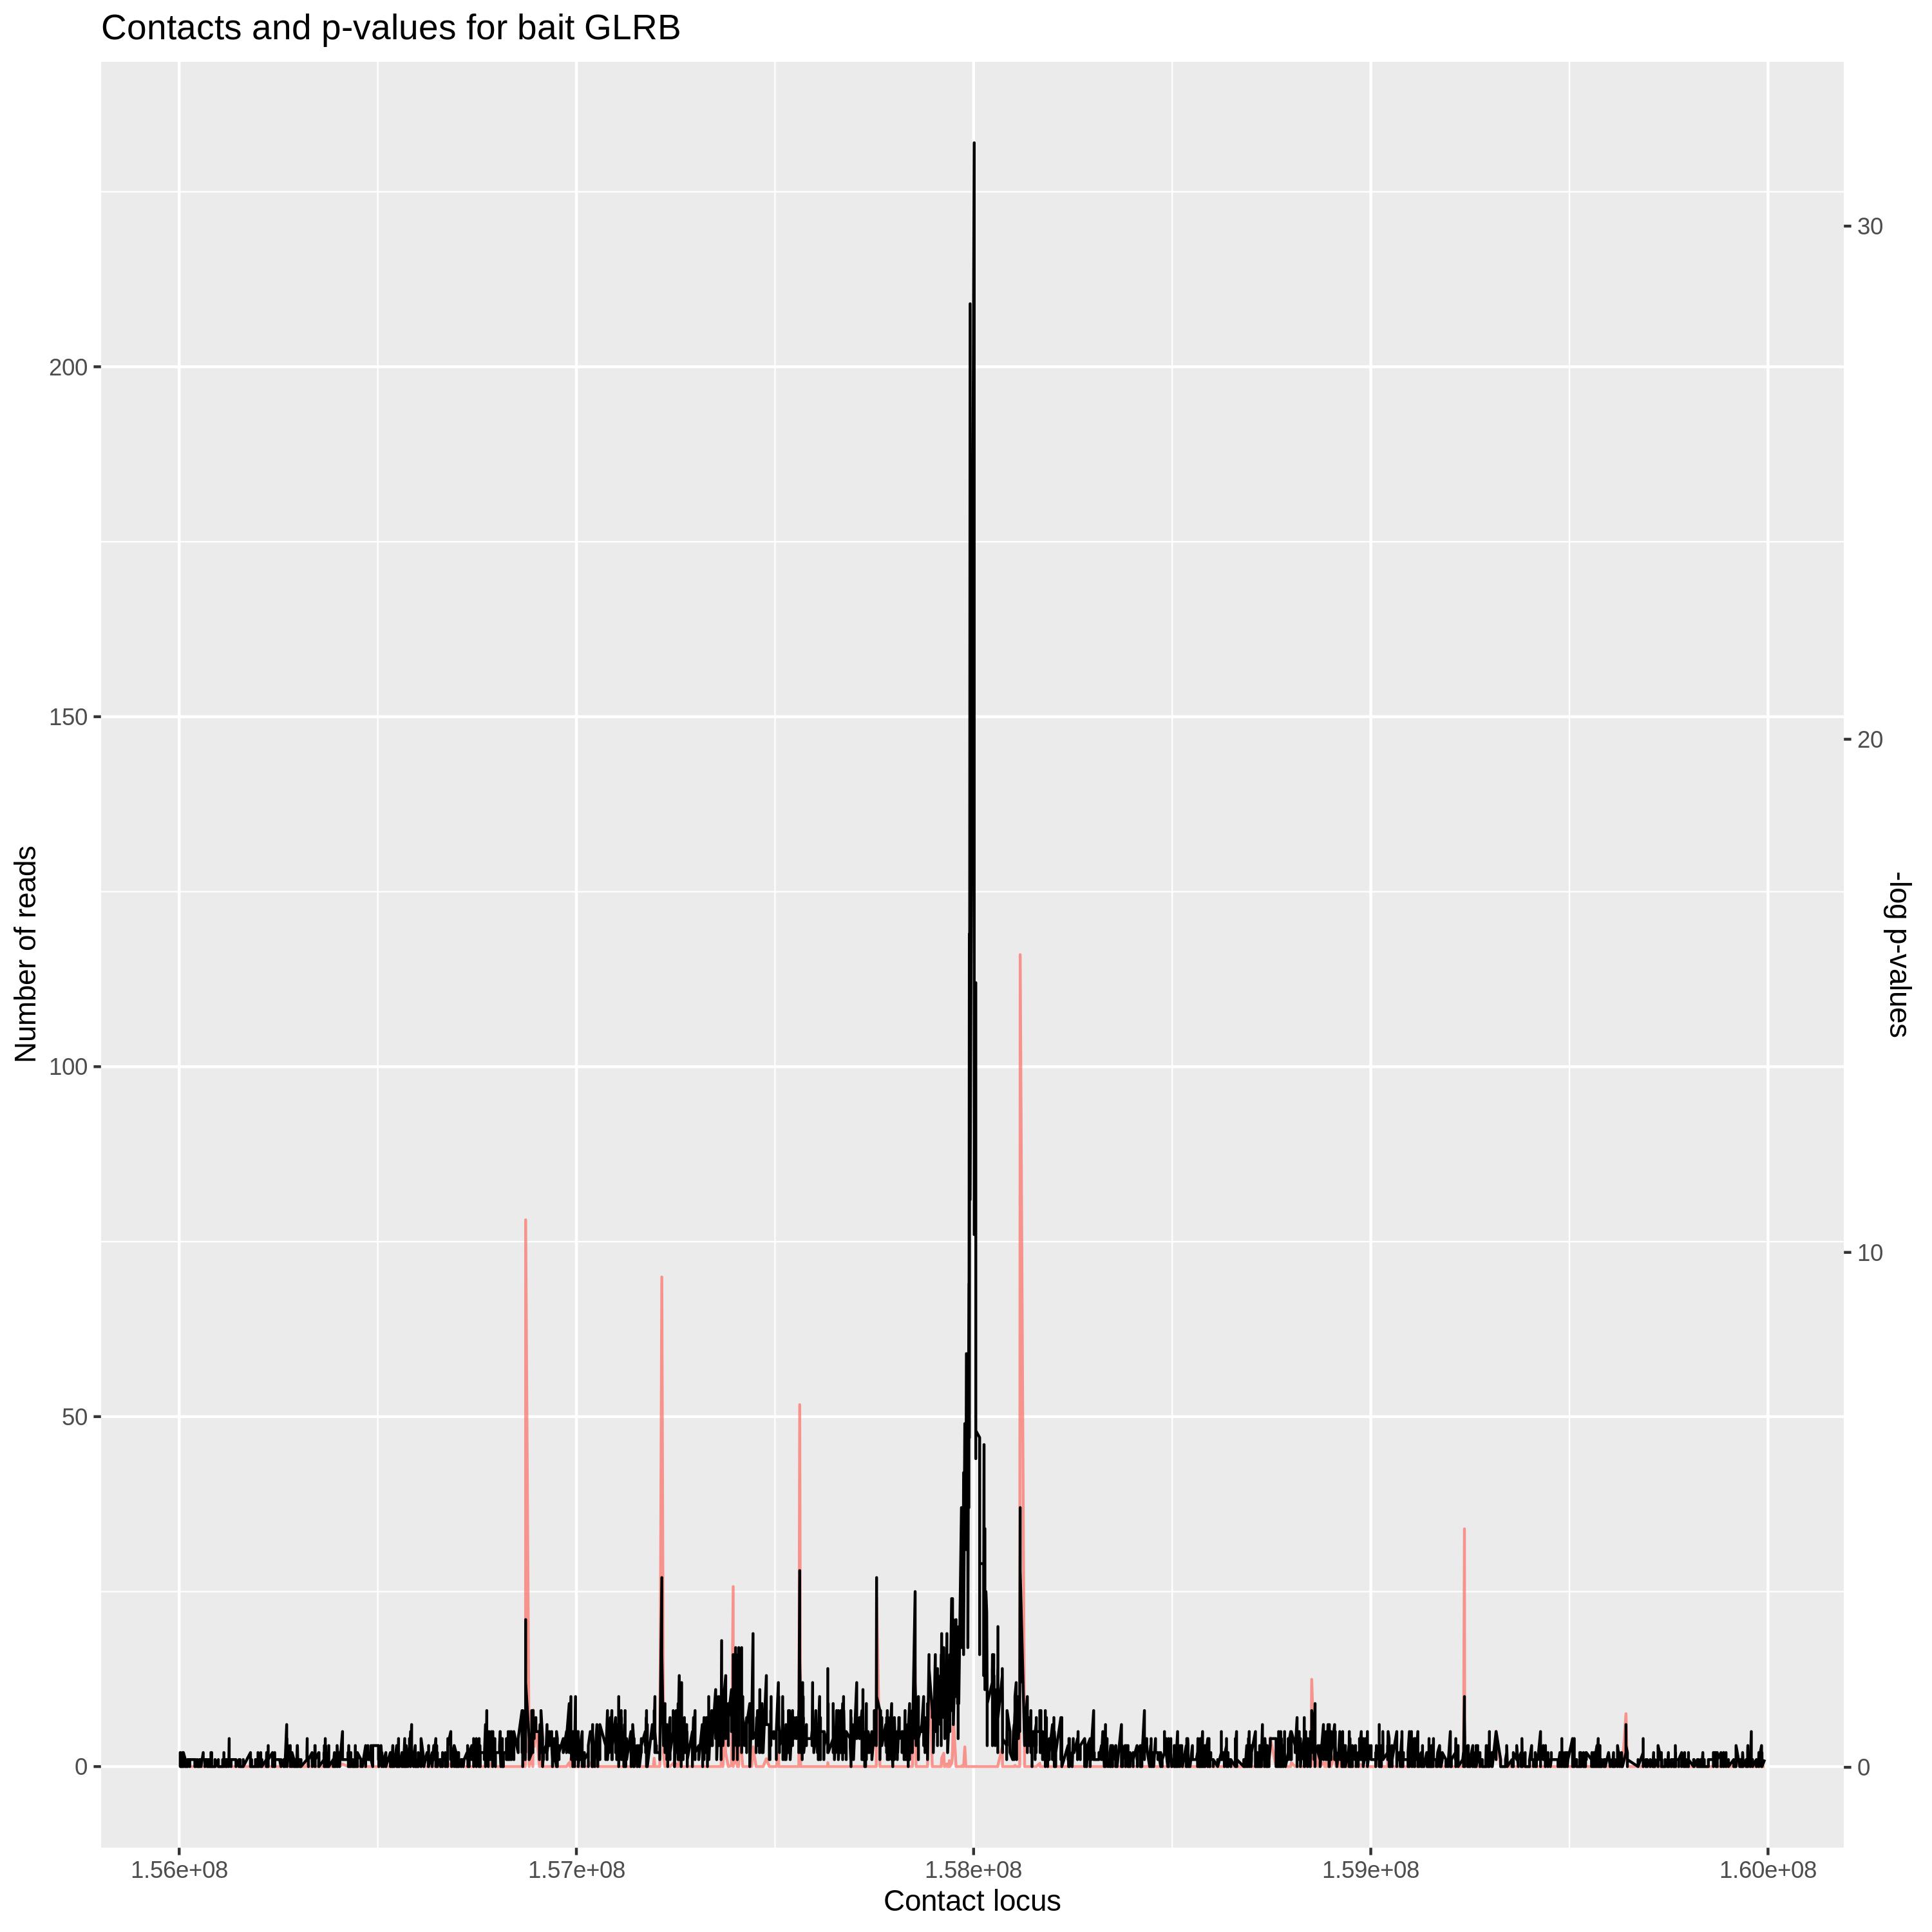 Contacts and p-values for bait GLRB
200
150
100
50
0
Number of reads
30
20
10
0
-log p-values
1.56e+08
1.57e+08
1.58e+08
1.59e+08
1.60e+08
Contact locus